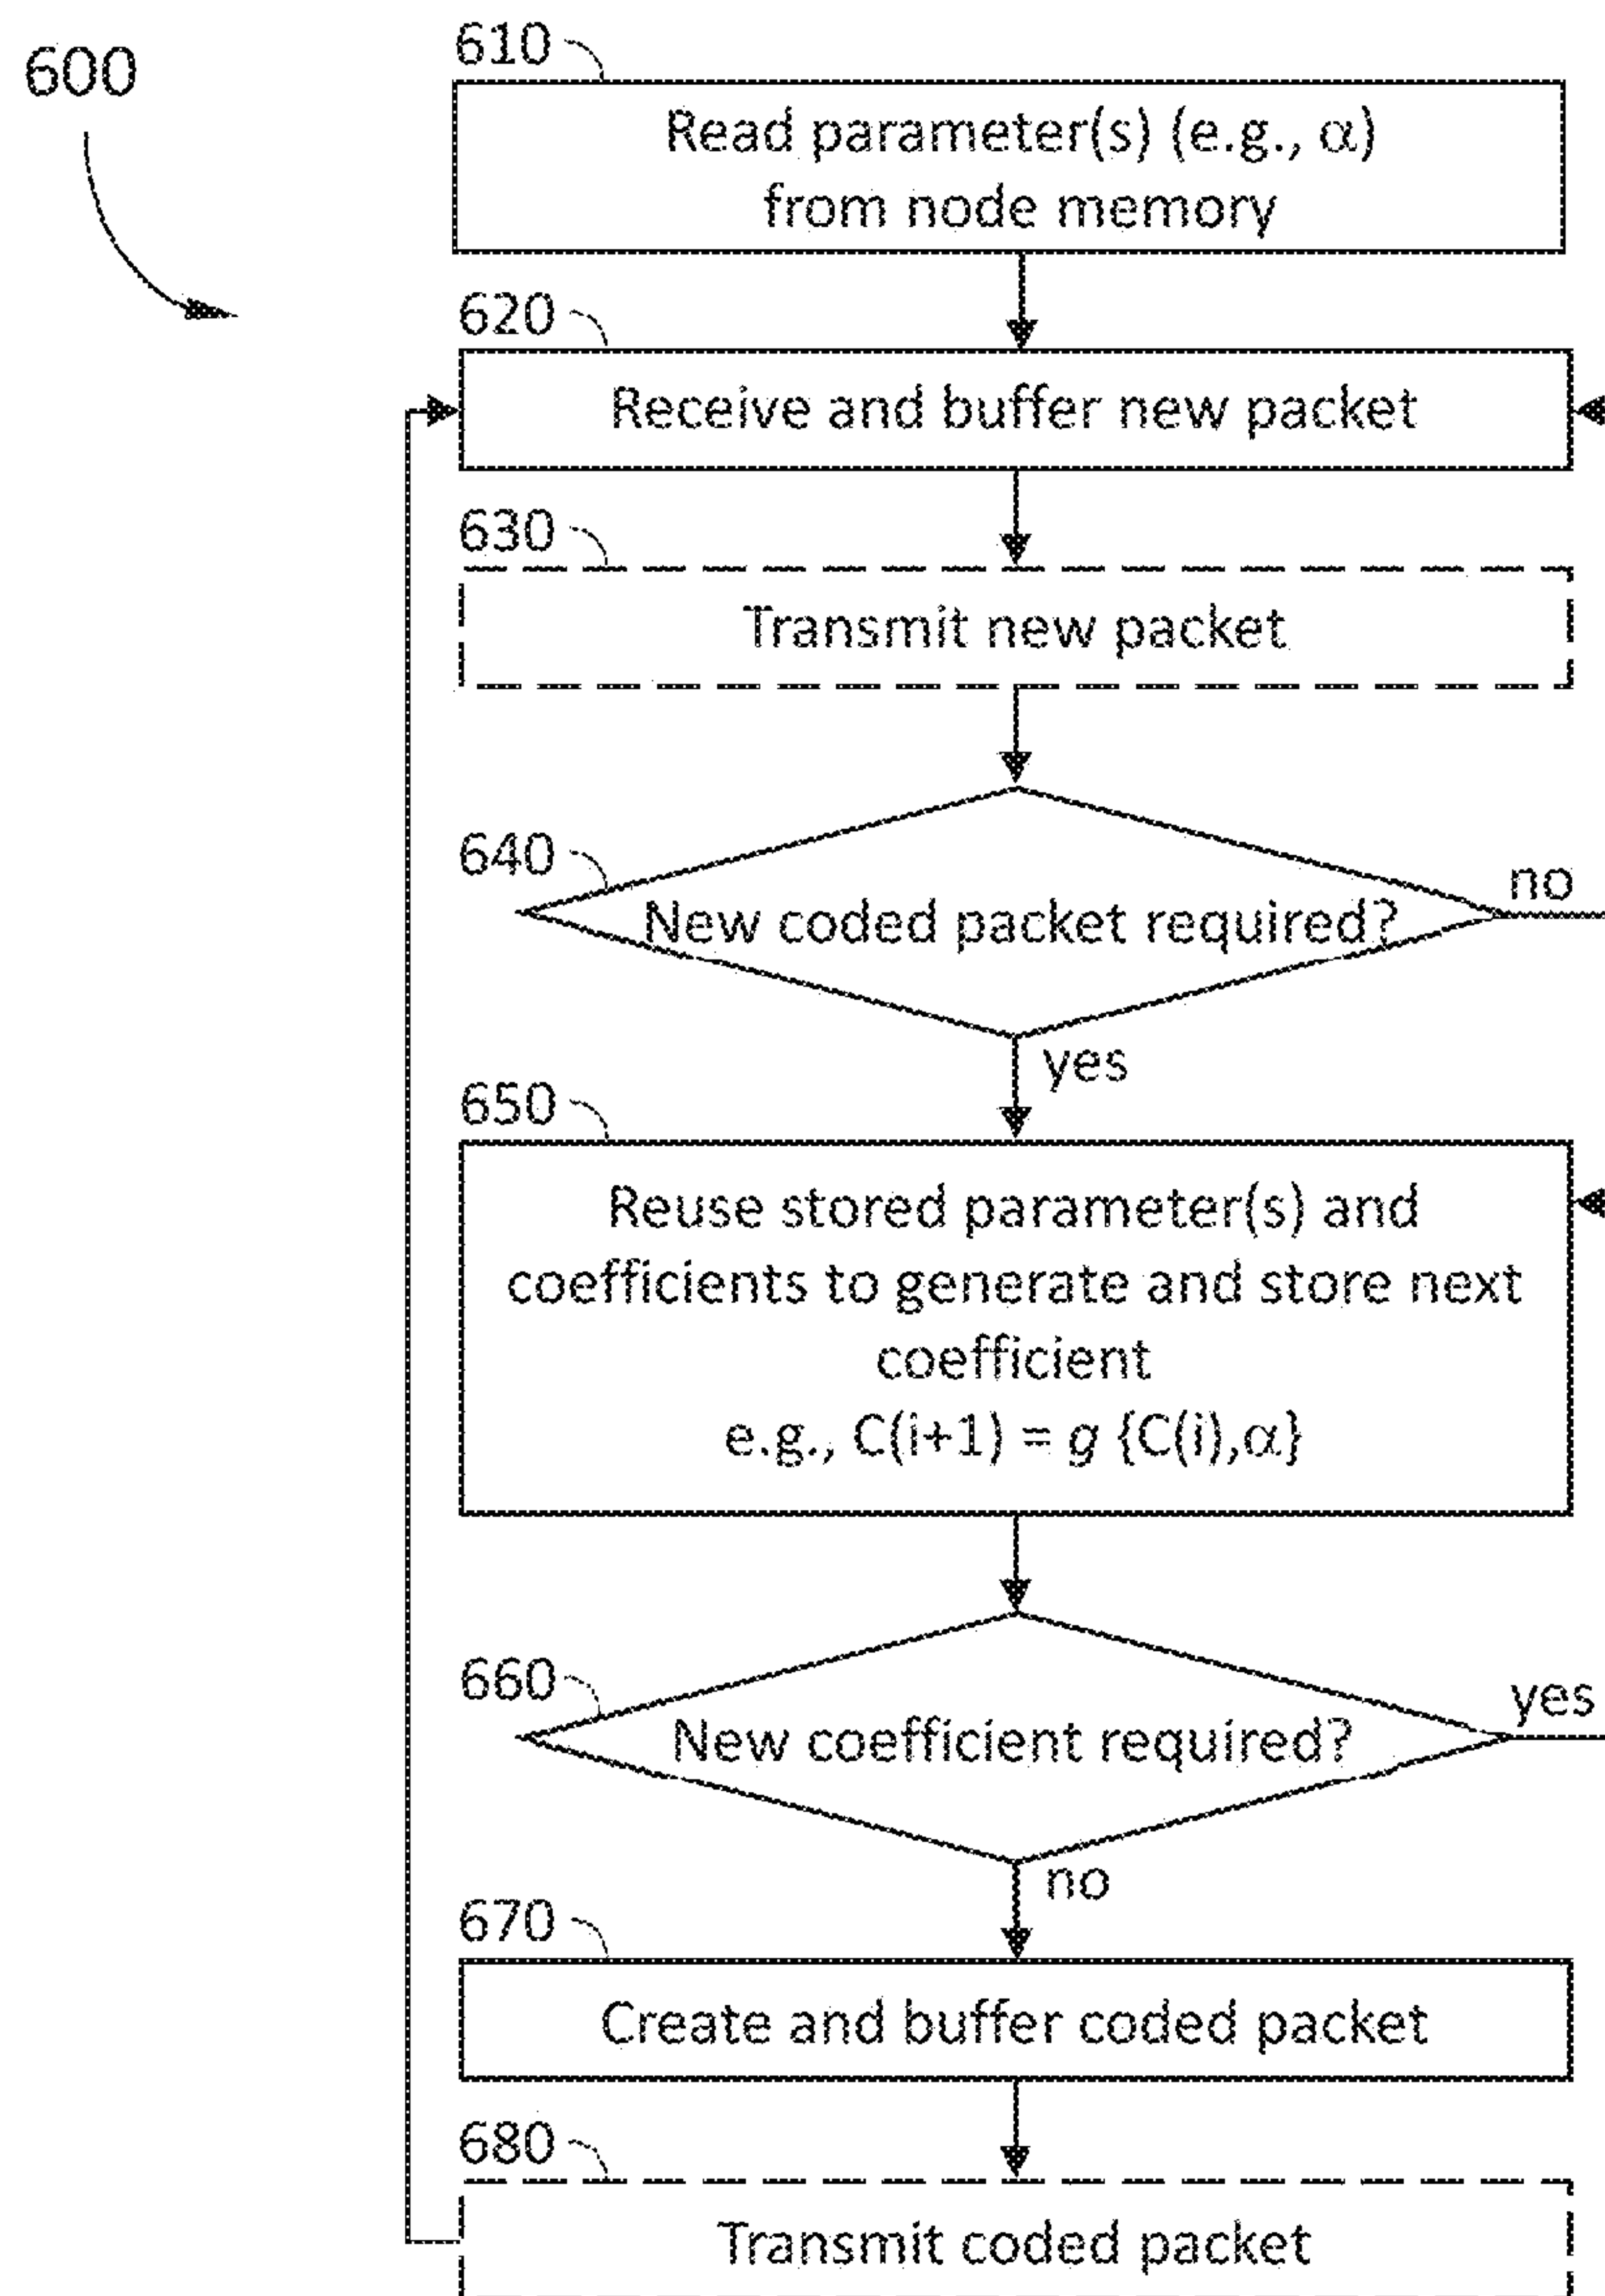 600
610
Read parameter(s) (e.g., α)
from node memory
620
Receive and buffer new packet
630
Transmit new packet
640
New coded packet required?
no
yes
650
Reuse stored parameter(s) and
coefficients to generate and store next
coefficient
e.g., C(i+1) = g {C(i),α}
660
New coefficient required?
yes
no
670
Create and buffer coded packet
680
Transmit coded packet